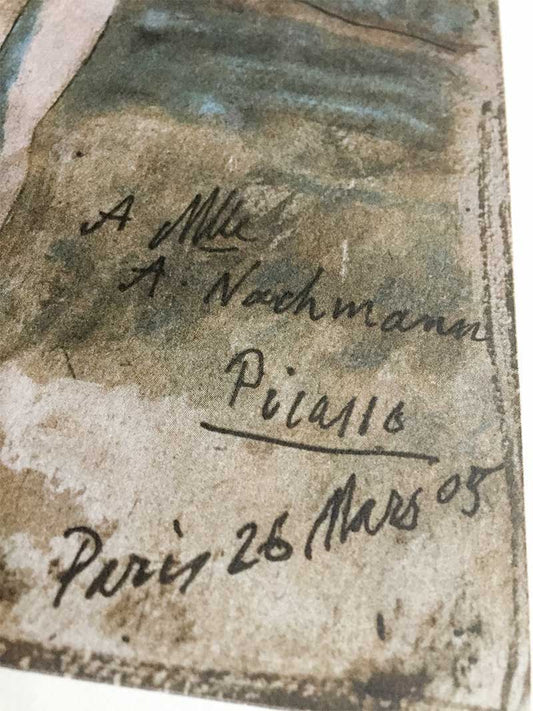 A Mlle
A. Nachmann
Picasso
Paris 26 Mars 05